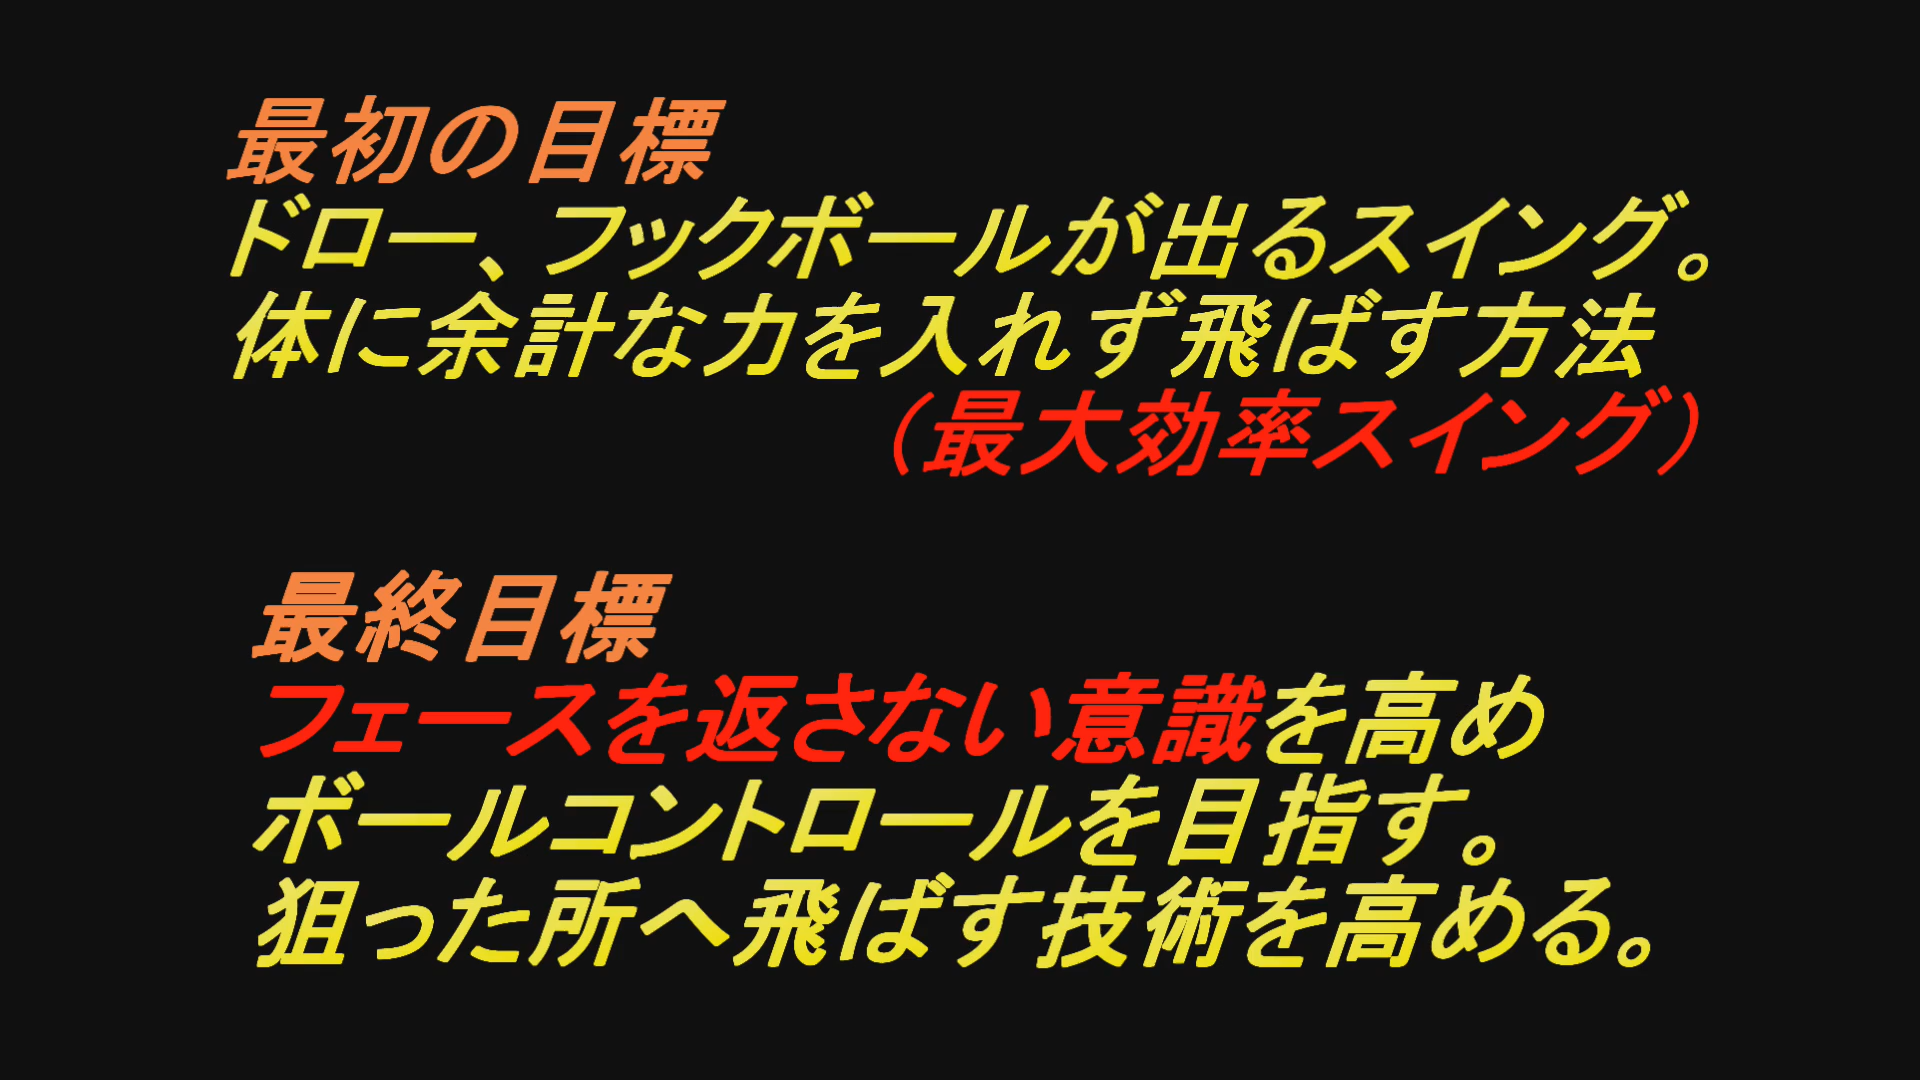 最初の目標
ドロー、フックボールが出るスイング。
体に余計な力を入れず飛ばす方法
（最大効率スイング）
最終目標
フェースを返さない意識を高め
ボールコントロールを目指す。
狙った所へ飛ばす技術を高める。